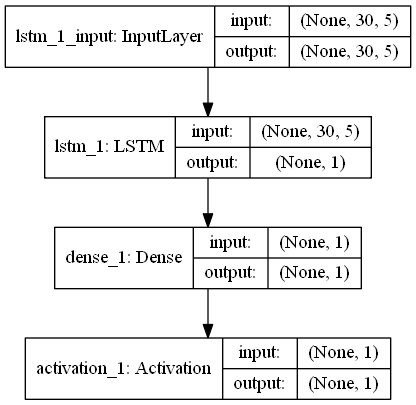 lstm_1_input: InputLayer
input: (None, 30, 5)
output: (None, 30, 5)
lstm_1: LSTM
input: (None, 30, 5)
output: (None, 1)
dense_1: Dense
input: (None, 1)
output: (None, 1)
activation_1: Activation
input: (None, 1)
output: (None, 1)